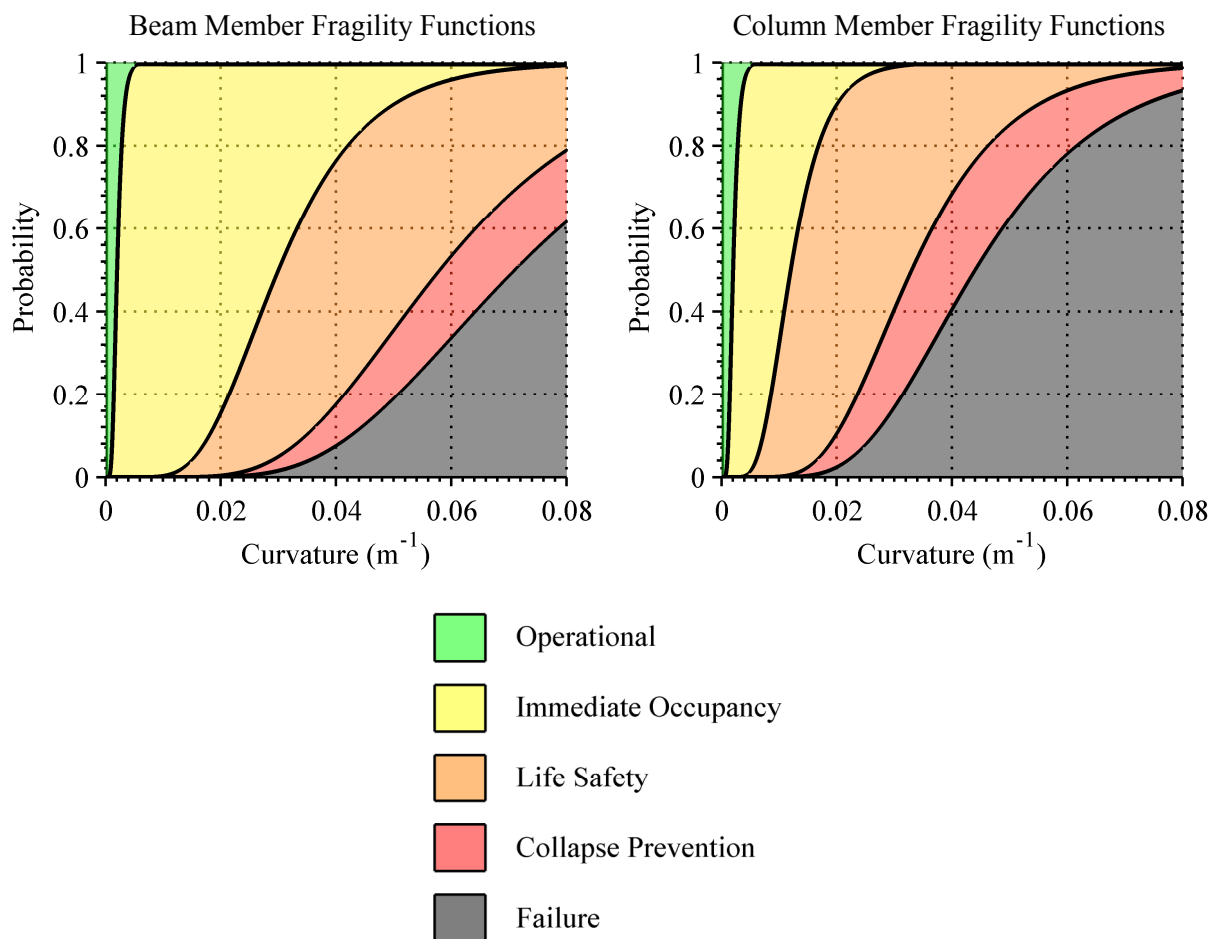 Beam Member Fragility Functions
Column Member Fragility Functions
1
0.8
0.6
0.4
0.2
0
Probability
0
0.02
0.04
0.06
0.08
Curvature (m⁻¹)
1
0.8
0.6
0.4
0.2
0
Probability
0
0.02
0.04
0.06
0.08
Curvature (m⁻¹)
Operational
Immediate Occupancy
Life Safety
Collapse Prevention
Failure